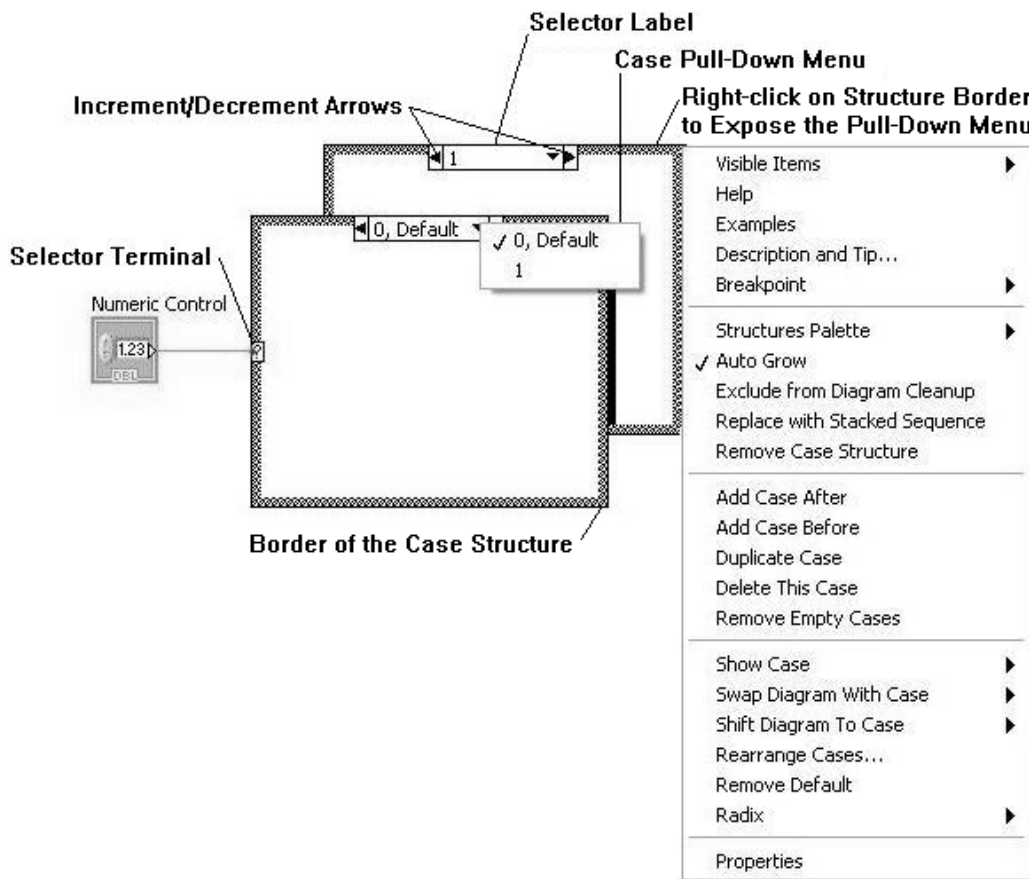 Selector Label
Case Pull-Down Menu
Increment/Decrement Arrows
Right-click on Structure Border
to Expose the Pull-Down Menu
1
0, Default
✓ 0, Default
1
Selector Terminal
Numeric Control
1.23
DBL
?
Border of the Case Structure
Visible Items
Help
Examples
Description and Tip...
Breakpoint
Structures Palette
✓ Auto Grow
Exclude from Diagram Cleanup
Replace with Stacked Sequence
Remove Case Structure
Add Case After
Add Case Before
Duplicate Case
Delete This Case
Remove Empty Cases
Show Case
Swap Diagram With Case
Shift Diagram To Case
Rearrange Cases...
Remove Default
Radix
Properties